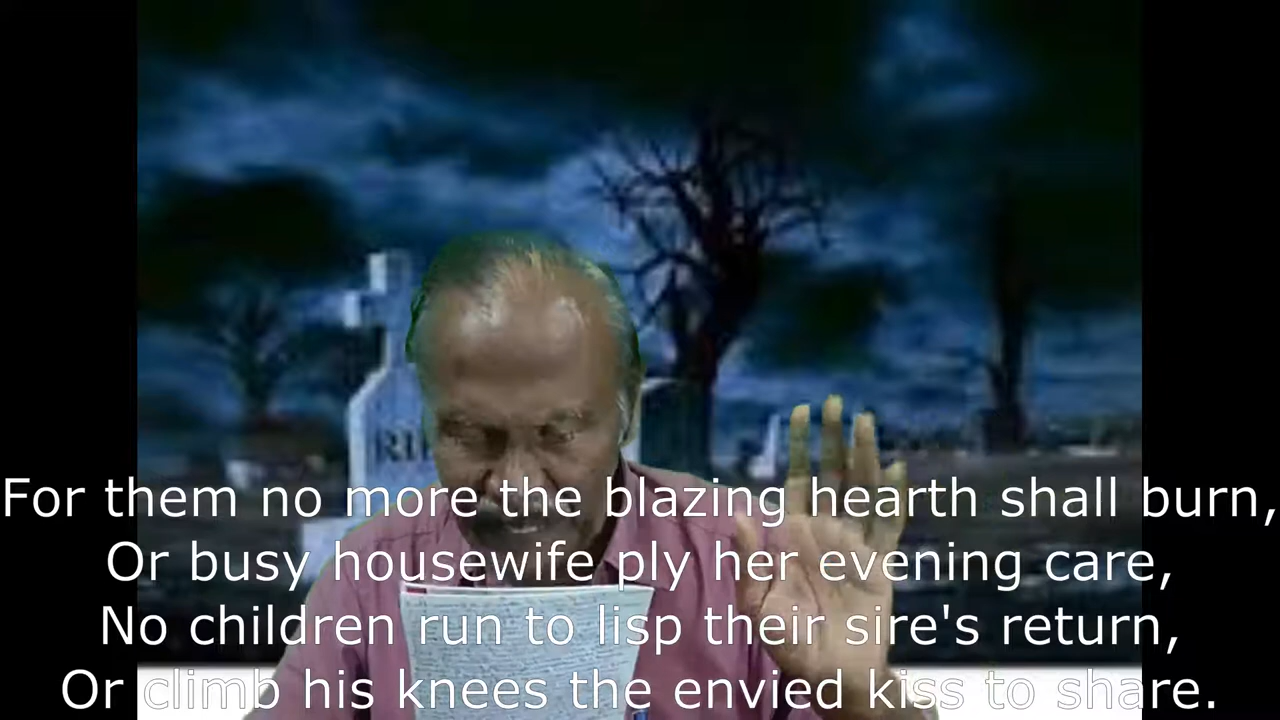 RI
For them no more the blazing hearth shall burn,
Or busy housewife ply her evening care,
No children run to lisp their sire's return,
Or climb his knees the envied kiss to share.